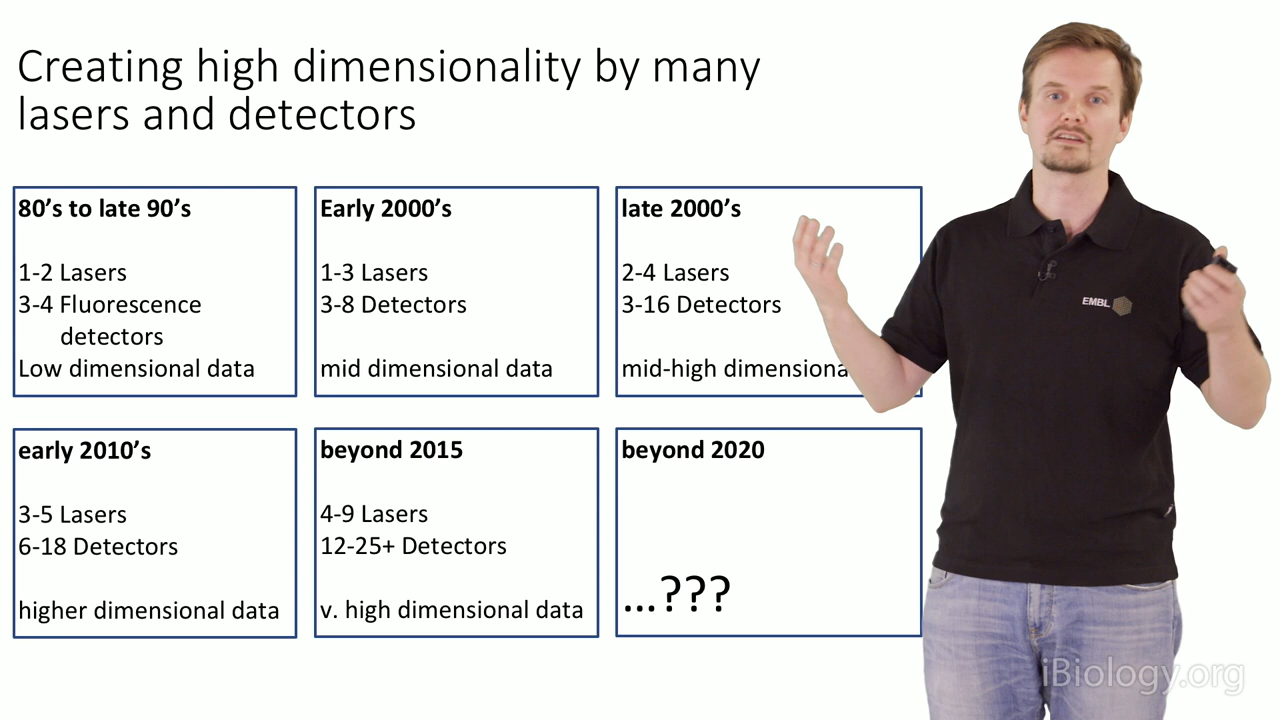 Creating high dimensionality by many
lasers and detectors
80’s to late 90’s
1-2 Lasers
3-4 Fluorescence
detectors
Low dimensional data
Early 2000’s
1-3 Lasers
3-8 Detectors
mid dimensional data
late 2000’s
2-4 Lasers
3-16 Detectors
mid-high dimensiona
early 2010’s
3-5 Lasers
6-18 Detectors
higher dimensional data
beyond 2015
4-9 Lasers
12-25+ Detectors
v. high dimensional data
beyond 2020
...???
EMBL
iBiology.org